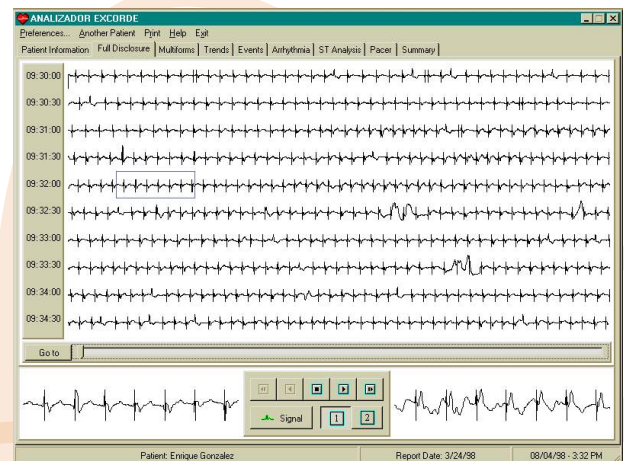 ANALIZADOR EXCORDE
Preferences... Another Patient Print Help Exit
Patient Information Full Disclosure Multiforms Trends Events Arrhythmia ST Analysis Pacer Summary
09:30:00
09:30:30
09:31:00
09:31:30
09:32:00
09:32:30
09:33:00
09:33:30
09:34:00
09:34:30
Go to
Signal 1 2
Patient: Enrique Gonzalez Report Date: 3/24/98 08/04/98 - 3:32 PM